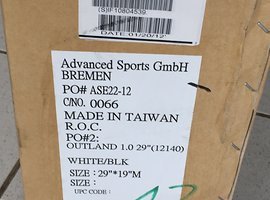 (S)IF10804539
DATE 01/20/12'
Advanced Sports GmbH
BREMEN
PO# ASE22-12
C/NO. 0066
MADE IN TAIWAN
R.O.C.
PO#2:
OUTLAND 1.0 29"(12140)
WHITE/BLK
SIZE : 29"*19"M
SIZE :
UPC CODE :